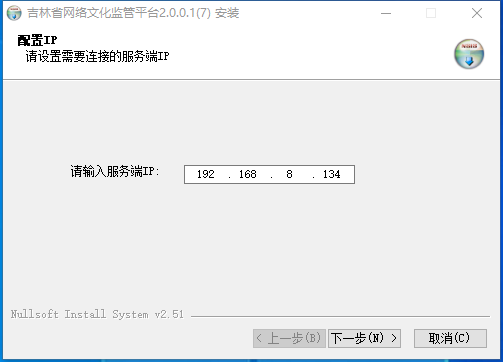 吉林省网络文化监管平台2.0.0.1(7) 安装
配置IP
请设置需要连接的服务端IP
请输入服务端IP: 192 . 168 . 8 . 134
Nullsoft Install System v2.51
< 上一步(B) 下一步(N) > 取消(C)